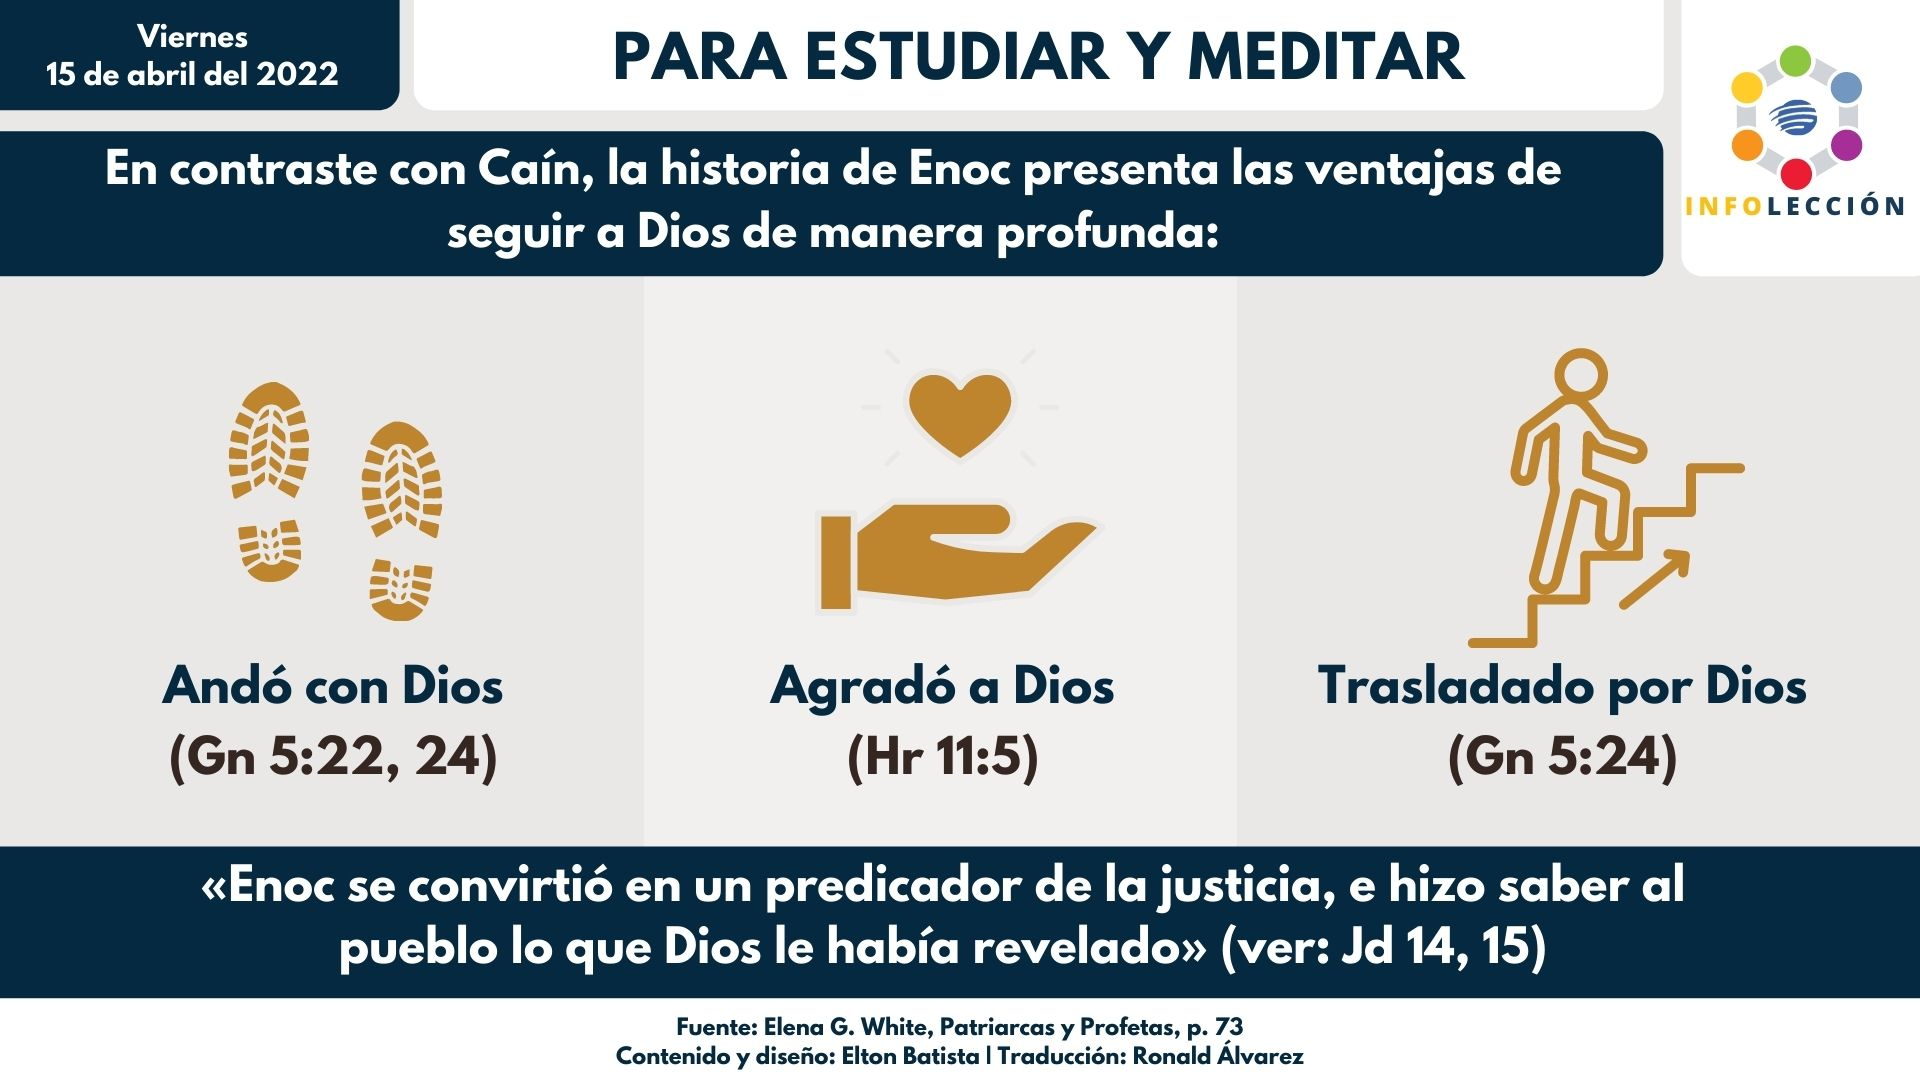 Viernes
15 de abril del 2022
PARA ESTUDIAR Y MEDITAR
INFOLECCIÓN
En contraste con Caín, la historia de Enoc presenta las ventajas de
seguir a Dios de manera profunda:
Andó con Dios
(Gn 5:22, 24)
Agradó a Dios
(Hr 11:5)
Trasladado por Dios
(Gn 5:24)
«Enoc se convirtió en un predicador de la justicia, e hizo saber al
pueblo lo que Dios le había revelado» (ver: Jd 14, 15)
Fuente: Elena G. White, Patriarcas y Profetas, p. 73
Contenido y diseño: Elton Batista | Traducción: Ronald Álvarez